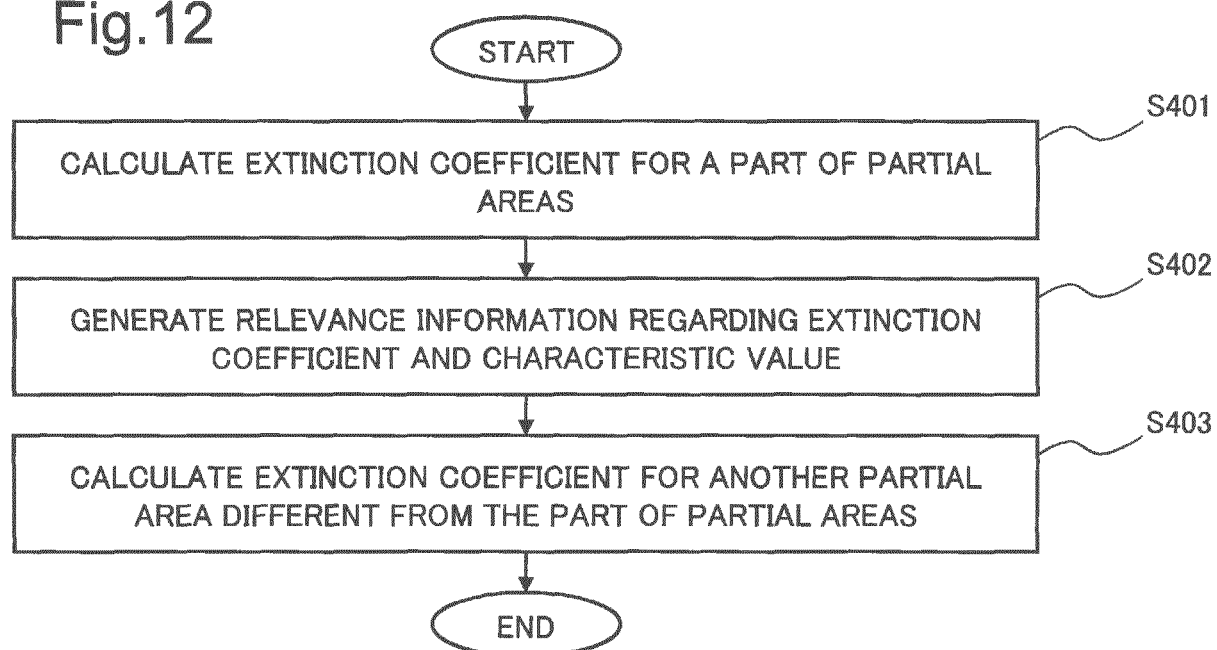 Fig.12
START
S401
CALCULATE EXTINCTION COEFFICIENT FOR A PART OF PARTIAL
AREAS
S402
GENERATE RELEVANCE INFORMATION REGARDING EXTINCTION
COEFFICIENT AND CHARACTERISTIC VALUE
S403
CALCULATE EXTINCTION COEFFICIENT FOR ANOTHER PARTIAL
AREA DIFFERENT FROM THE PART OF PARTIAL AREAS
END